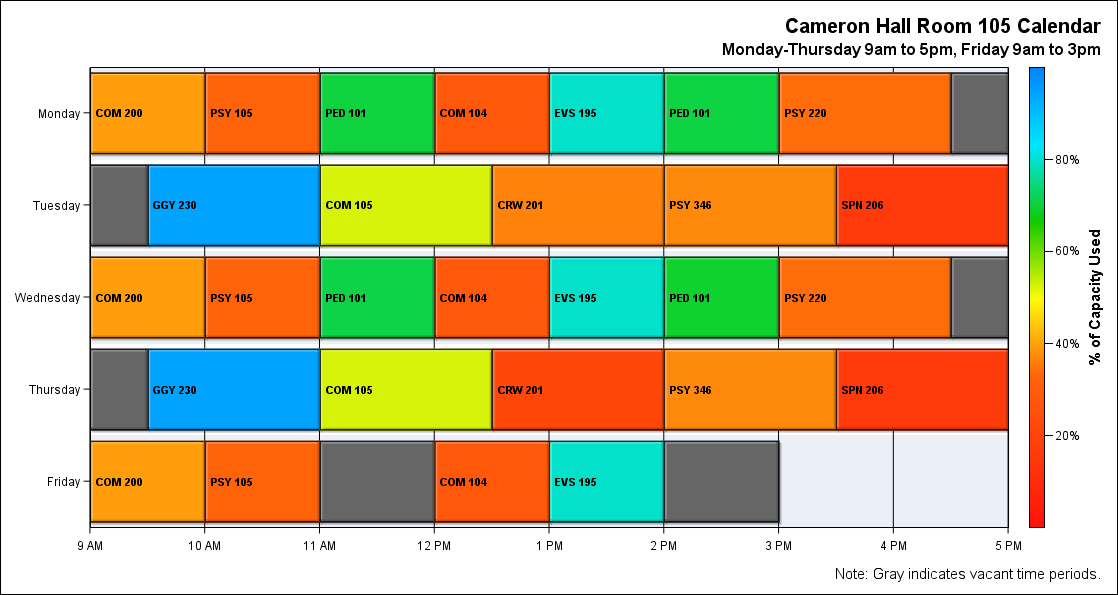 Cameron Hall Room 105 Calendar
Monday-Thursday 9am to 5pm, Friday 9am to 3pm
Monday
COM 200
PSY 105
PED 101
COM 104
EVS 195
PED 101
PSY 220
Tuesday
GGY 230
COM 105
CRW 201
PSY 346
SPN 206
Wednesday
COM 200
PSY 105
PED 101
COM 104
EVS 195
PED 101
PSY 220
Thursday
GGY 230
COM 105
CRW 201
PSY 346
SPN 206
Friday
COM 200
PSY 105
COM 104
EVS 195
9 AM
10 AM
11 AM
12 PM
1 PM
2 PM
3 PM
4 PM
5 PM
80%
60%
40%
20%
% of Capacity Used
Note: Gray indicates vacant time periods.